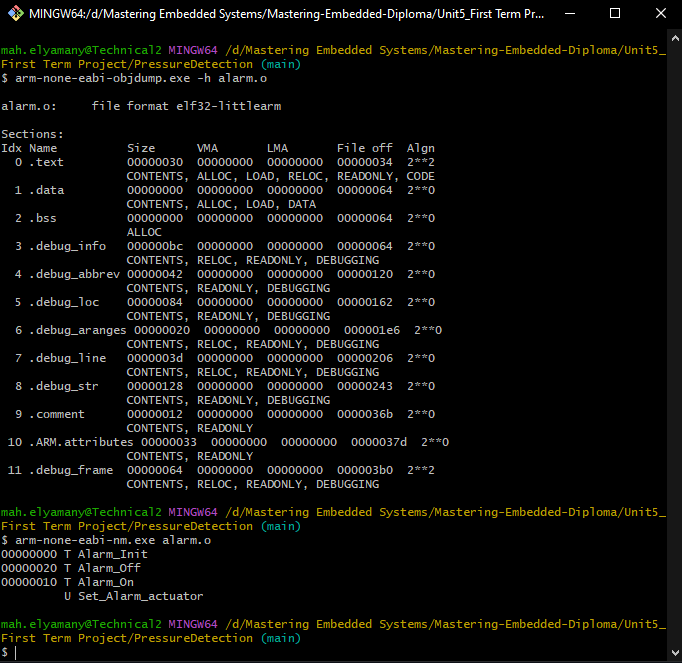 MINGW64:/d/Mastering Embedded Systems/Mastering-Embedded-Diploma/Unit5_First Term Pr...
mah.elyamany@Technical2 MINGW64 /d/Mastering Embedded Systems/Mastering-Embedded-Diploma/Unit5_
First Term Project/PressureDetection (main)
$ arm-none-eabi-objdump.exe -h alarm.o

alarm.o:     file format elf32-littlearm

Sections:
Idx Name          Size      VMA       LMA       File off  Algn
  0 .text         00000030  00000000  00000000  00000034  2**2
                  CONTENTS, ALLOC, LOAD, RELOC, READONLY, CODE
  1 .data         00000000  00000000  00000000  00000064  2**0
                  CONTENTS, ALLOC, LOAD, DATA
  2 .bss          00000000  00000000  00000000  00000064  2**0
                  ALLOC
  3 .debug_info   000000bc  00000000  00000000  00000064  2**0
                  CONTENTS, RELOC, READONLY, DEBUGGING
  4 .debug_abbrev 00000042  00000000  00000000  00000120  2**0
                  CONTENTS, READONLY, DEBUGGING
  5 .debug_loc    00000084  00000000  00000000  00000162  2**0
                  CONTENTS, READONLY, DEBUGGING
  6 .debug_aranges 00000020  00000000  00000000  000001e6  2**0
                  CONTENTS, RELOC, READONLY, DEBUGGING
  7 .debug_line   0000003d  00000000  00000000  00000206  2**0
                  CONTENTS, RELOC, READONLY, DEBUGGING
  8 .debug_str    00000128  00000000  00000000  00000243  2**0
                  CONTENTS, READONLY, DEBUGGING
  9 .comment      00000012  00000000  00000000  0000036b  2**0
                  CONTENTS, READONLY
 10 .ARM.attributes 00000033  00000000  00000000  0000037d  2**0
                  CONTENTS, READONLY
 11 .debug_frame  00000064  00000000  00000000  000003b0  2**2
                  CONTENTS, RELOC, READONLY, DEBUGGING

mah.elyamany@Technical2 MINGW64 /d/Mastering Embedded Systems/Mastering-Embedded-Diploma/Unit5_
First Term Project/PressureDetection (main)
$ arm-none-eabi-nm.exe alarm.o
00000000 T Alarm_Init
00000020 T Alarm_Off
00000010 T Alarm_On
         U Set_Alarm_actuator

mah.elyamany@Technical2 MINGW64 /d/Mastering Embedded Systems/Mastering-Embedded-Diploma/Unit5_
First Term Project/PressureDetection (main)
$